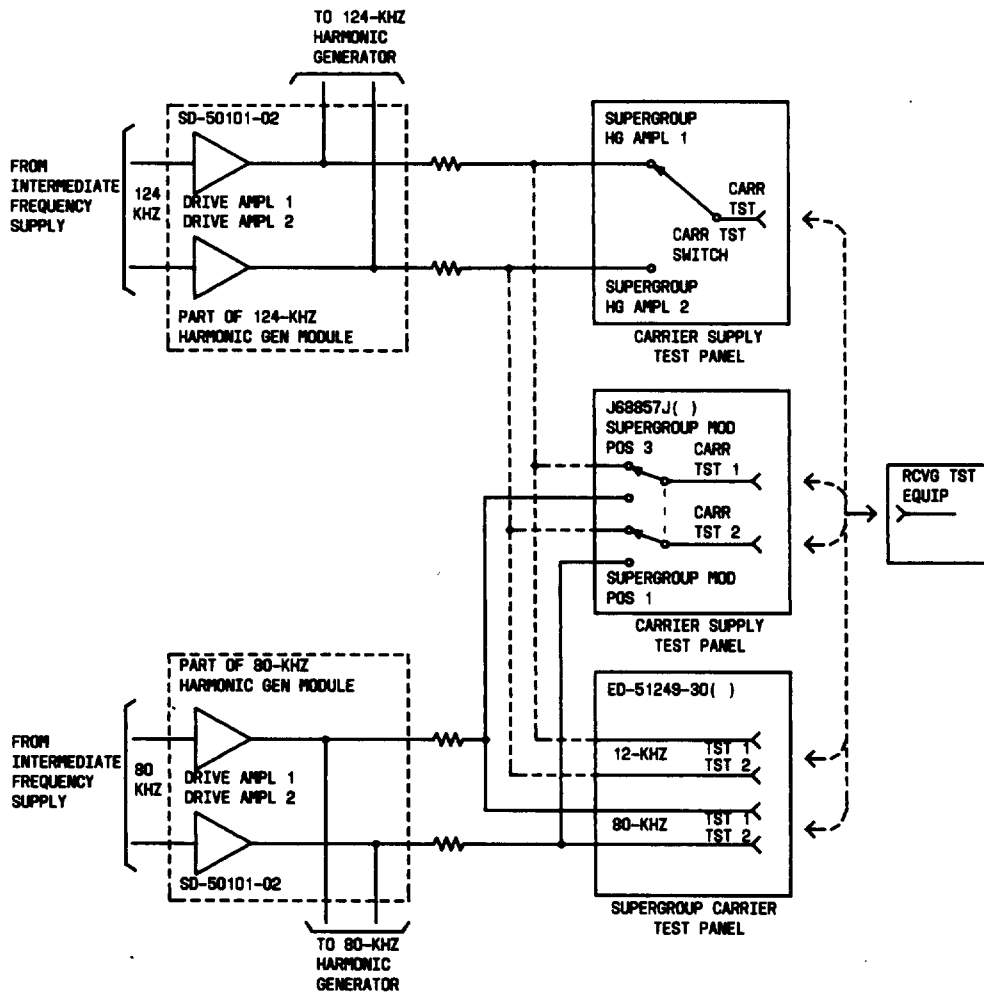 TO 124-KHZ
HARMONIC
GENERATOR
SD-50101-02
FROM
INTERMEDIATE
FREQUENCY
SUPPLY
124
KHZ
DRIVE AMPL 1
DRIVE AMPL 2
PART OF 124-KHZ
HARMONIC GEN MODULE
SUPERGROUP
HG AMPL 1
CARR
TST
CARR TST
SWITCH
SUPERGROUP
HG AMPL 2
CARRIER SUPPLY
TEST PANEL
J68857J( )
SUPERGROUP MOD
POS 3
CARR
TST 1
CARR
TST 2
SUPERGROUP MOD
POS 1
CARRIER SUPPLY
TEST PANEL
RCVG TST
EQUIP
PART OF 80-KHZ
HARMONIC GEN MODULE
FROM
INTERMEDIATE
FREQUENCY
SUPPLY
80
KHZ
DRIVE AMPL 1
DRIVE AMPL 2
SD-50101-02
TO 80-KHZ
HARMONIC
GENERATOR
ED-51249-30( )
12-KHZ
TST 1
TST 2
80-KHZ
TST 1
TST 2
SUPERGROUP CARRIER
TEST PANEL